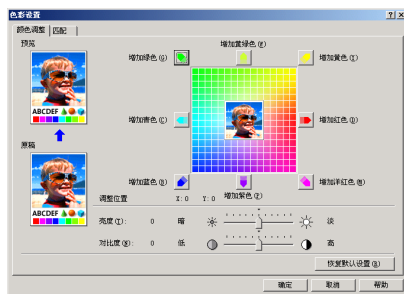 色彩设置
颜色调整 匹配
预览
增加黄绿色(E)
增加绿色(G)
增加黄色(Y)
ABCDEF
增加青色(C)
增加红色(D)
原稿
增加蓝色(B)
增加洋红色(M)
增加紫色(P)
ABCDEF
调整位置 X: 0 Y: 0
亮度(T): 0 暗 淡
对比度(N): 0 低 高
恢复默认设置(R)
确定 取消 帮助